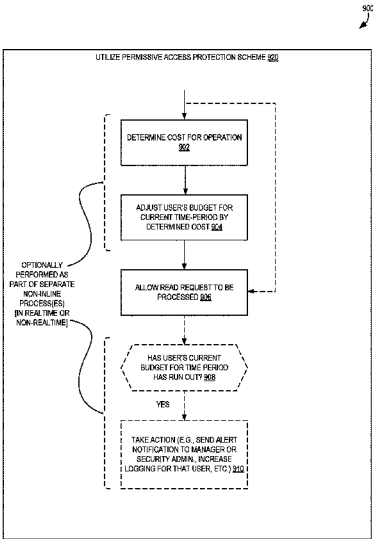 900
UTILIZE PERMISSIVE ACCESS PROTECTION SCHEME 920
DETERMINE COST FOR OPERATION
902
ADJUST USER'S BUDGET FOR
CURRENT TIME-PERIOD BY
DETERMINED COST 904
OPTIONALLY
PERFORMED AS
PART OF SEPARATE
NON-INLINE
PROCESS(ES)
[IN REALTIME OR
NON-REALTIME]
ALLOW READ REQUEST TO BE
PROCESSED 906
HAS USER'S CURRENT
BUDGET FOR TIME PERIOD
HAS RUN OUT? 908
YES
TAKE ACTION (E.G., SEND ALERT
NOTIFICATION TO MANAGER OR
SECURITY ADMIN., INCREASE
LOGGING FOR THAT USER, ETC.) 910